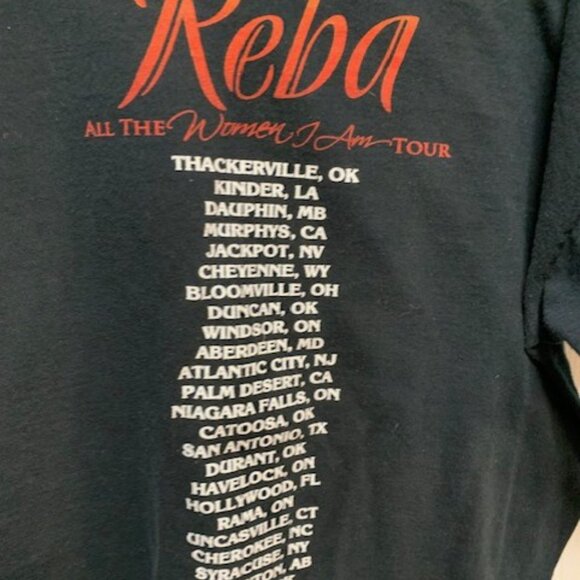 Reba
ALL THE Women I Am TOUR
THACKERVILLE, OK
KINDER, LA
DAUPHIN, MB
MURPHYS, CA
JACKPOT, NV
CHEYENNE, WY
BLOOMVILLE, OH
DUNCAN, OK
WINDSOR, ON
ABERDEEN, MD
ATLANTIC CITY, NJ
PALM DESERT, CA
NIAGARA FALLS, ON
CATOOSA, OK
SAN ANTONIO, TX
DURANT, OK
HAVELOCK, ON
HOLLYWOOD, FL
RAMA, ON
UNCASVILLE, CT
CHEROKEE, NC
SYRACUSE, NY
AB